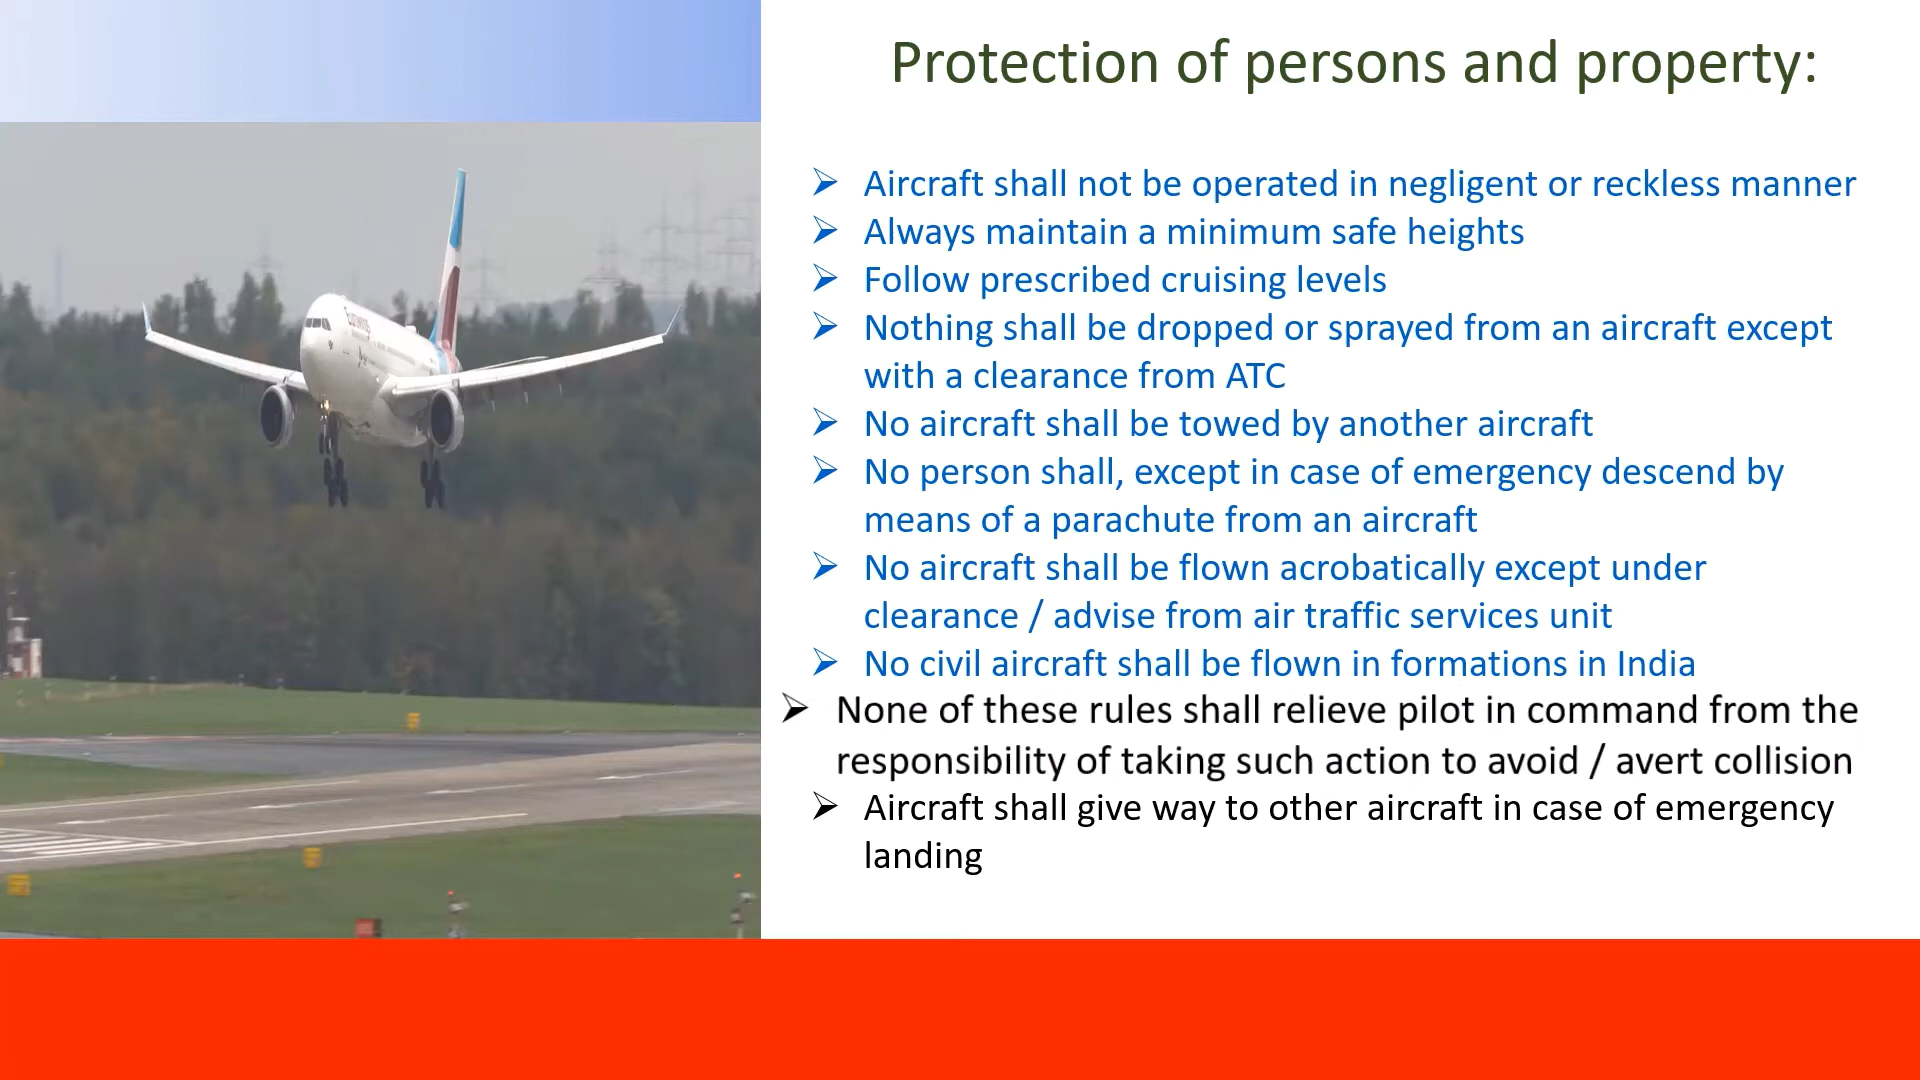 Protection of persons and property:
➢ Aircraft shall not be operated in negligent or reckless manner
➢ Always maintain a minimum safe heights
➢ Follow prescribed cruising levels
➢ Nothing shall be dropped or sprayed from an aircraft except
with a clearance from ATC
➢ No aircraft shall be towed by another aircraft
➢ No person shall, except in case of emergency descend by
means of a parachute from an aircraft
➢ No aircraft shall be flown acrobatically except under
clearance / advise from air traffic services unit
➢ No civil aircraft shall be flown in formations in India
➢ None of these rules shall relieve pilot in command from the
responsibility of taking such action to avoid / avert collision
➢ Aircraft shall give way to other aircraft in case of emergency
landing